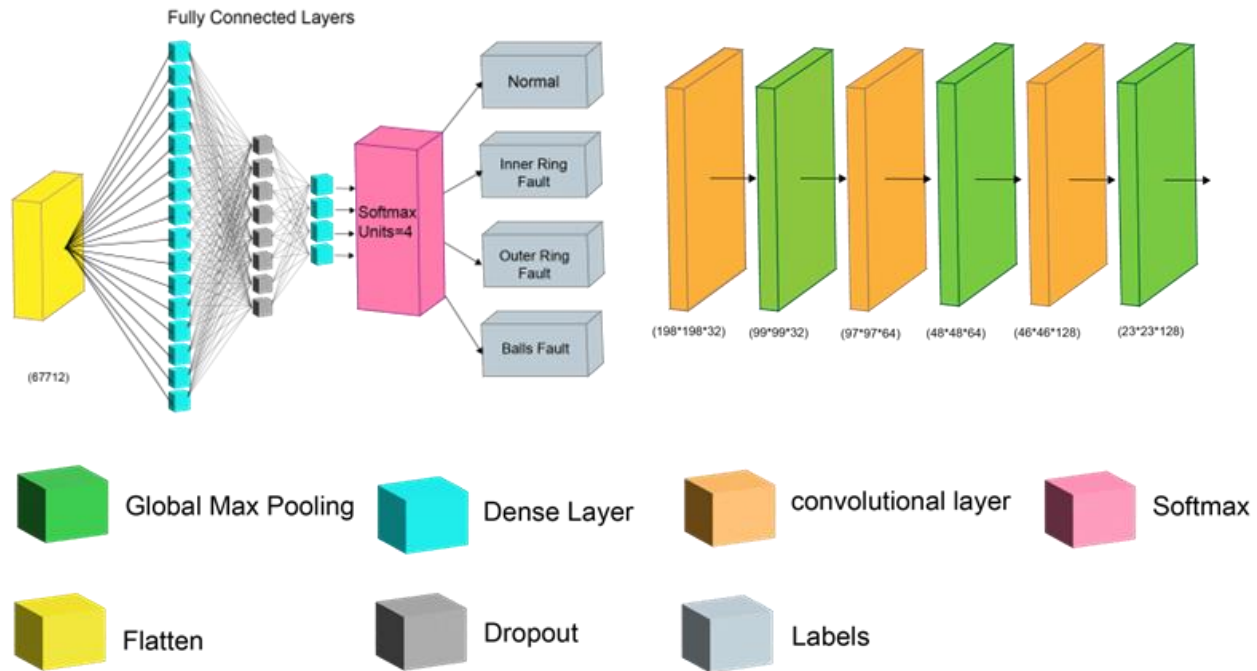 Fully Connected Layers
(67712)
Softmax
Units=4
Normal
Inner Ring
Fault
Outer Ring
Fault
Balls Fault
(198*198*32)
(99*99*32)
(97*97*64)
(48*48*64)
(46*46*128)
(23*23*128)
Global Max Pooling
Dense Layer
convolutional layer
Softmax
Flatten
Dropout
Labels